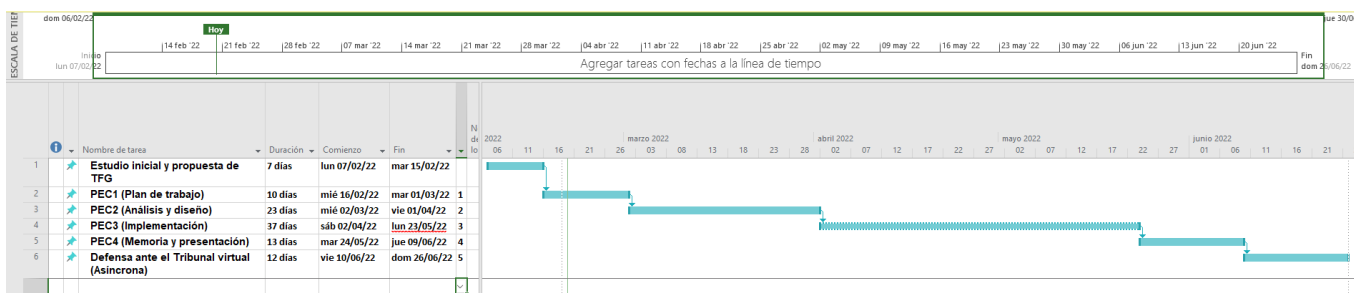 ESCALA DE TIEM
dom 06/02/22
Hoy
jue 30/0
14 feb '22 21 feb '22 28 feb '22 07 mar '22 14 mar '22 21 mar '22 28 mar '22 04 abr '22 11 abr '22 18 abr '22 25 abr '22 02 may '22 09 may '22 16 may '22 23 may '22 30 may '22 06 jun '22 13 jun '22 20 jun '22
Inicio
lun 07/02/22
Agregar tareas con fechas a la línea de tiempo
Fin
dom 26/06/22
2022 marzo 2022 abril 2022 mayo 2022 junio 2022
Nombre de tarea Duración Comienzo Fin 06 11 16 21 26 03 08 13 18 23 28 02 07 12 17 22 27 02 07 12 17 22 27 01 06 11 16 21
1 Estudio inicial y propuesta de 7 días lun 07/02/22 mar 15/02/22
TFG
2 PEC1 (Plan de trabajo) 10 días mié 16/02/22 mar 01/03/22 1
3 PEC2 (Análisis y diseño) 23 días mié 02/03/22 vie 01/04/22 2
4 PEC3 (Implementación) 37 días sáb 02/04/22 lun 23/05/22 3
5 PEC4 (Memoria y presentación) 13 días mar 24/05/22 jue 09/06/22 4
6 Defensa ante el Tribunal virtual 12 días vie 10/06/22 dom 26/06/22 5
(Asíncrona)